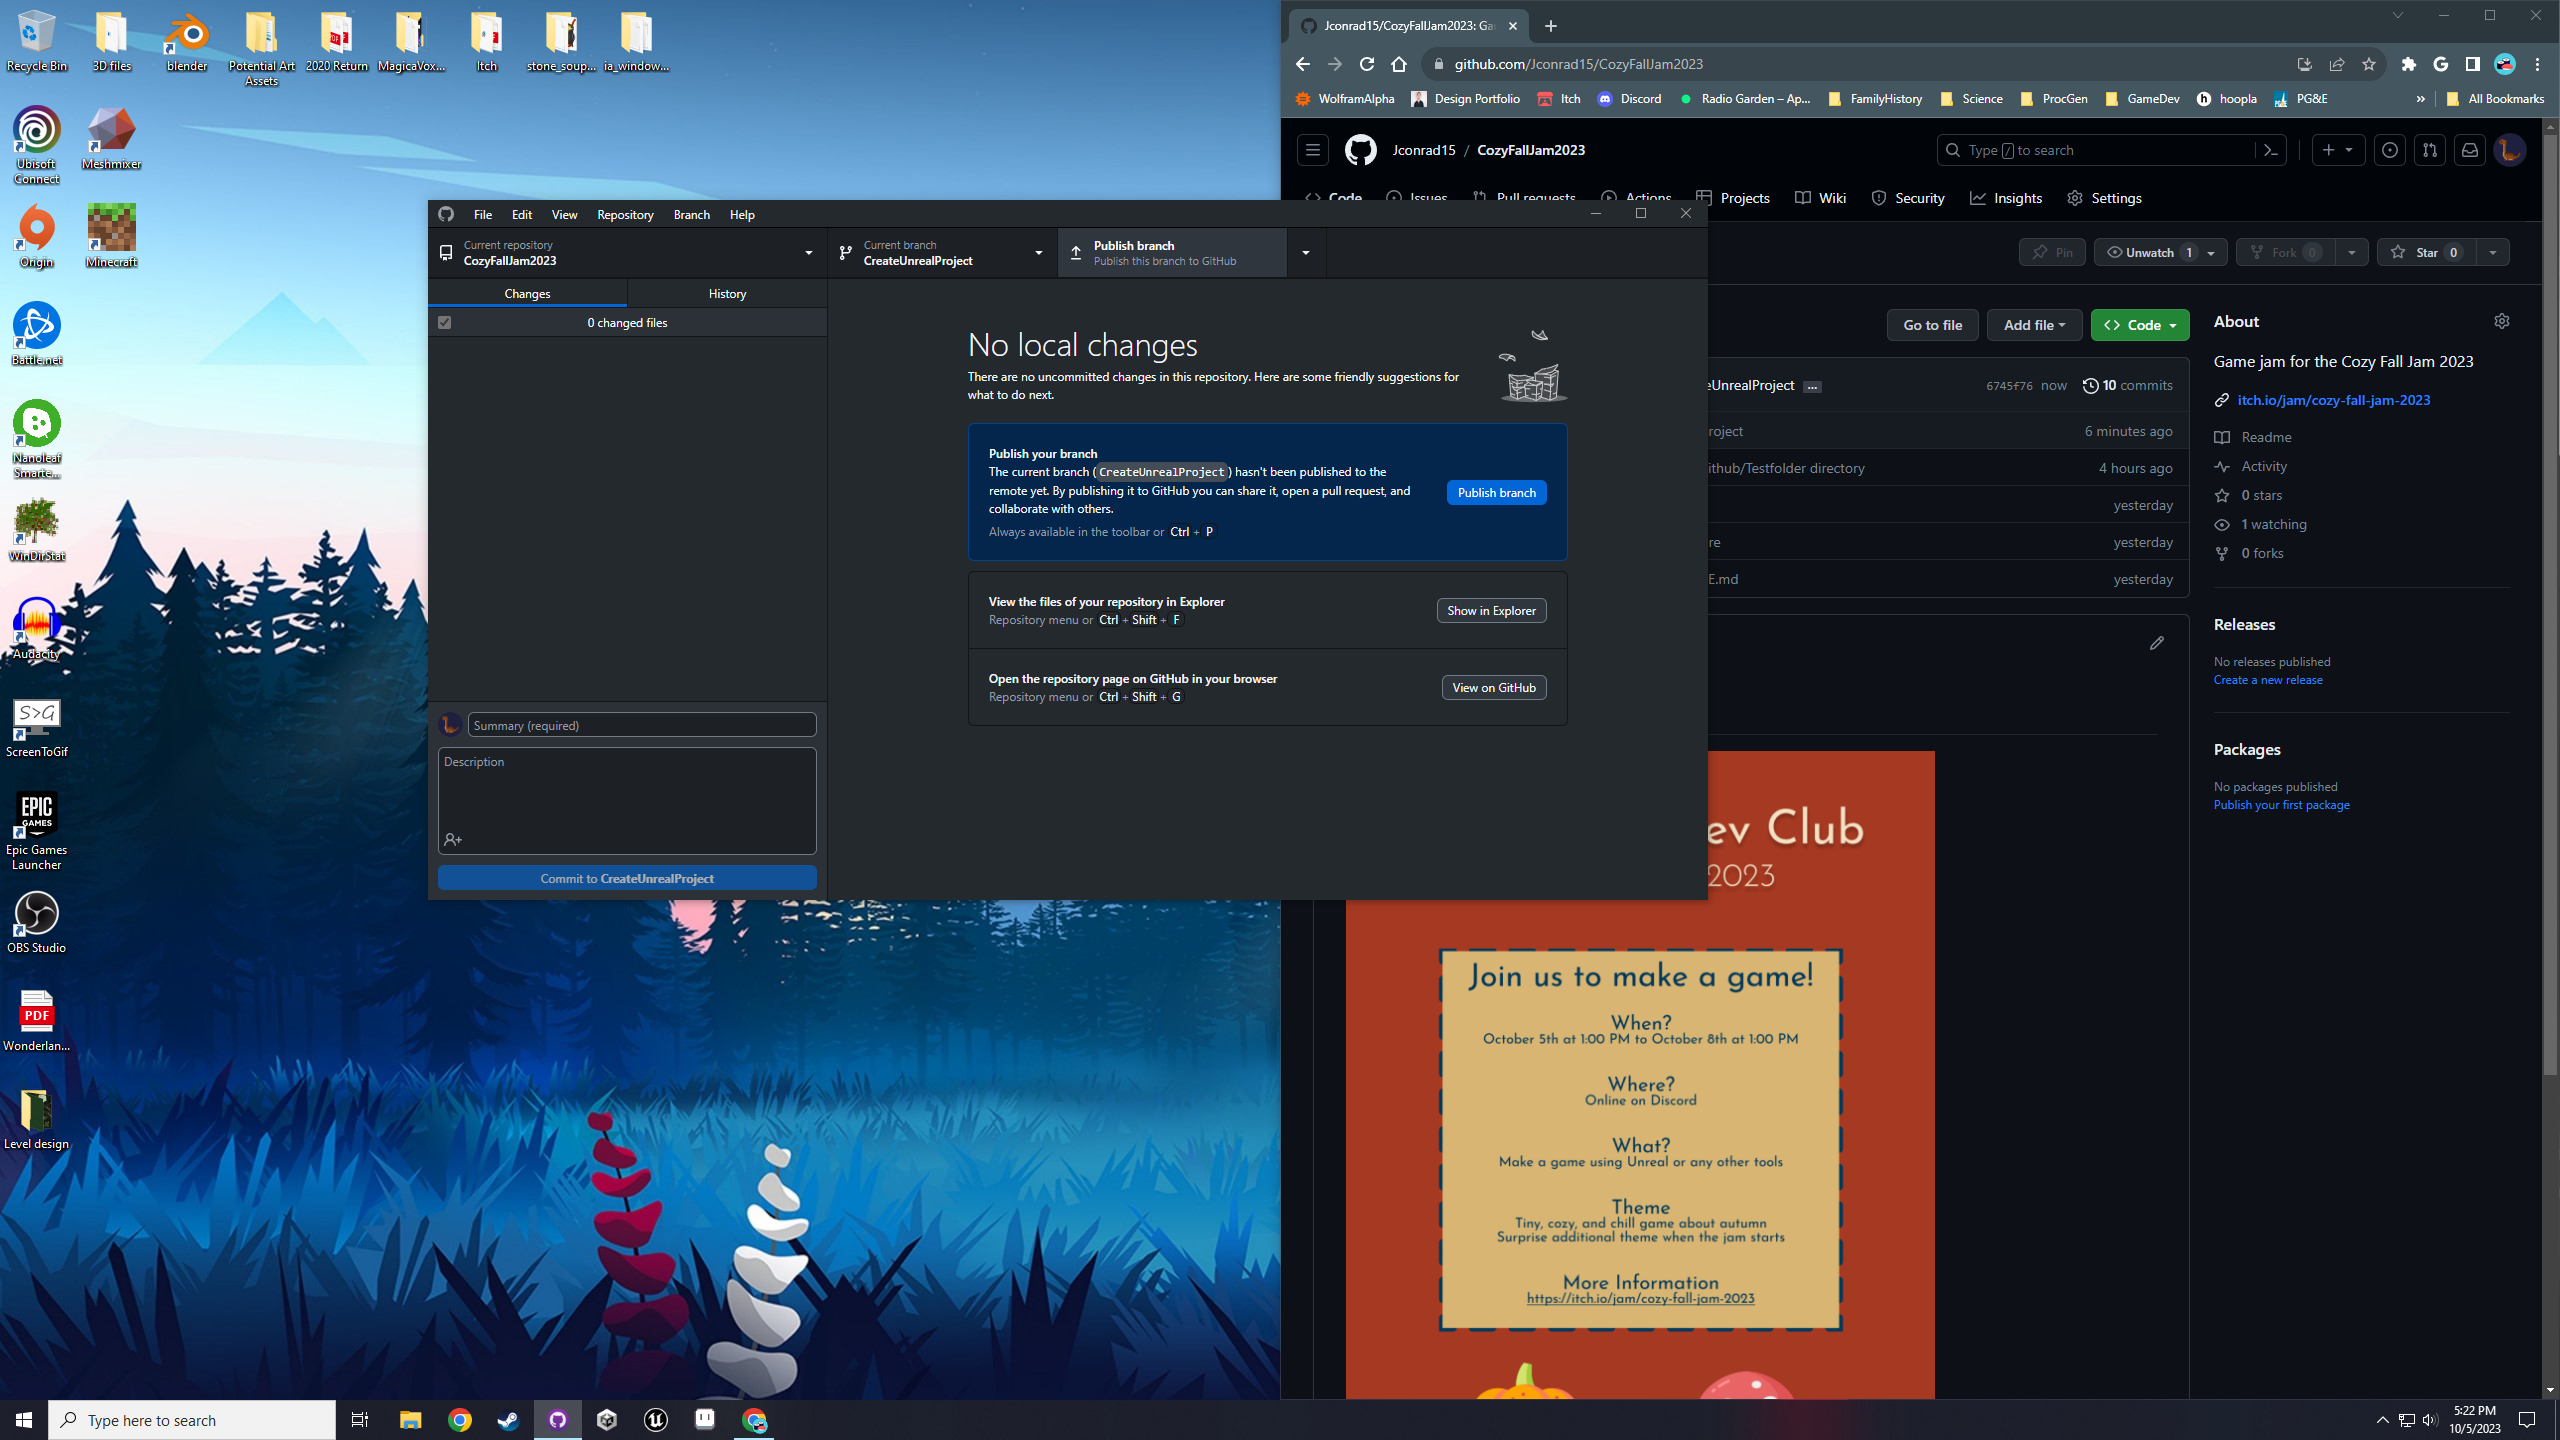 Recycle Bin
3D files
blender
Potential Art
Assets
2020 Return
MagicaVox...
Itch
stone_soup...
ia_window...
Ubisoft
Connect
Meshmixer
Origin
Minecraft
Battle.net
Nanoleaf
Smarte...
WinDirStat
Audacity
S>G
ScreenToGif
EPIC
GAMES
Epic Games
Launcher
OBS Studio
PDF
Wonderlan...
Level design
File Edit View Repository Branch Help
Current repository
CozyFallJam2023
Current branch
CreateUnrealProject
Publish branch
Publish this branch to GitHub
Changes
History
0 changed files
No local changes
There are no uncommitted changes in this repository. Here are some friendly suggestions for
what to do next.
Publish your branch
The current branch (CreateUnrealProject) hasn't been published to the
remote yet. By publishing it to GitHub you can share it, open a pull request, and
collaborate with others.
Always available in the toolbar or Ctrl + P
Publish branch
View the files of your repository in Explorer
Repository menu or Ctrl + Shift + F
Show in Explorer
Open the repository page on GitHub in your browser
Repository menu or Ctrl + Shift + G
View on GitHub
Summary (required)
Description
Commit to CreateUnrealProject
Jconrad15/CozyFallJam2023: Ga
github.com/Jconrad15/CozyFallJam2023
WolframAlpha Design Portfolio Itch Discord Radio Garden – Ap... FamilyHistory Science ProcGen GameDev hoopla PG&E » All Bookmarks
Jconrad15 / CozyFallJam2023
Type / to search
Code Issues Pull requests Actions Projects Wiki Security Insights Settings
Pin Unwatch 1 Fork 0 Star 0
Go to file Add file Code
eUnrealProject ... 6745f76 now 10 commits
roject 6 minutes ago
ithub/Testfolder directory 4 hours ago
yesterday
re yesterday
E.md yesterday
About
Game jam for the Cozy Fall Jam 2023
itch.io/jam/cozy-fall-jam-2023
Readme
Activity
0 stars
1 watching
0 forks
Releases
No releases published
Create a new release
Packages
No packages published
Publish your first package
ev Club
2023
Join us to make a game!
When?
October 5th at 1:00 PM to October 8th at 1:00 PM
Where?
Online on Discord
What?
Make a game using Unreal or any other tools
Theme
Tiny, cozy, and chill game about autumn
Surprise additional theme when the jam starts
More Information
https://itch.io/jam/cozy-fall-jam-2023
Type here to search
5:22 PM
10/5/2023